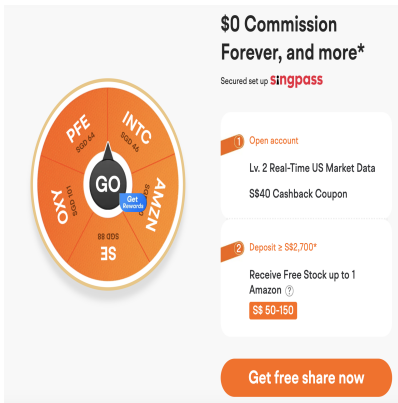 $0 Commission
Forever, and more*
Secured set up singpass
PFE
SGD 64
INTC
SGD 46
AMZN
SE
SGD 88
OXY
SGD 101
GO
Get
Rewards
1 Open account
Lv. 2 Real-Time US Market Data
S$40 Cashback Coupon
2 Deposit ≥ S$2,700*
Receive Free Stock up to 1
Amazon ?
S$ 50-150
Get free share now